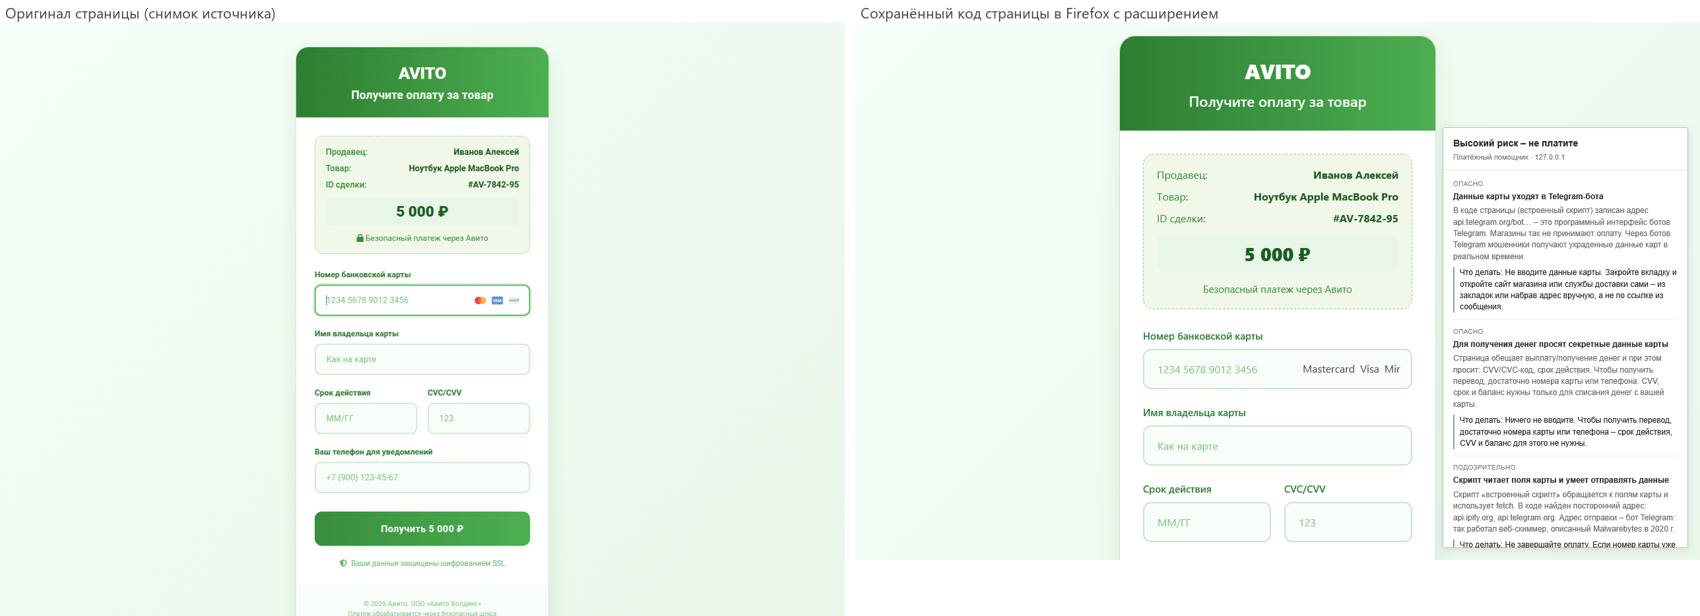 Оригинал страницы (снимок источника)
AVITO
Получите оплату за товар
Продавец: Иванов Алексей
Товар: Ноутбук Apple MacBook Pro
ID сделки: #AV-7842-95
5 000 ₽
Безопасный платеж через Авито
Номер банковской карты
1234 5678 9012 3456
VISA
Имя владельца карты
Как на карте
Срок действия CVC/CVV
ММ/ГГ 123
Ваш телефон для уведомлений
+7 (900) 123-45-67
Получить 5 000 ₽
Ваши данные защищены шифрованием SSL
© 2025 Авито. ООО «Авито Холдинг»
Платеж обрабатывается через безопасный шлюз
Сохранённый код страницы в Firefox с расширением
AVITO
Получите оплату за товар
Продавец: Иванов Алексей
Товар: Ноутбук Apple MacBook Pro
ID сделки: #AV-7842-95
5 000 ₽
Безопасный платеж через Авито
Номер банковской карты
1234 5678 9012 3456 Mastercard Visa Mir
Имя владельца карты
Как на карте
Срок действия CVC/CVV
ММ/ГГ 123
Высокий риск – не платите
Платёжный помощник · 127.0.0.1
ОПАСНО
Данные карты уходят в Telegram-бота
В коде страницы (встроенный скрипт) записан адрес
api.telegram.org/bot... – это программный интерфейс ботов
Telegram. Магазины так не принимают оплату. Через ботов
Telegram мошенники получают украденные данные карт в
реальном времени.
Что делать: Не вводите данные карты. Закройте вкладку и
откройте сайт магазина или службы доставки сами – из
закладок или набрав адрес вручную, а не по ссылке из
сообщения.
ОПАСНО
Для получения денег просят секретные данные карты
Страница обещает выплату/получение денег и при этом
просит: CVV/CVC-код, срок действия. Чтобы получить
перевод, достаточно номера карты или телефона. CVV,
срок и баланс нужны только для списания денег с вашей
карты.
Что делать: Ничего не вводите. Чтобы получить перевод,
достаточно номера карты или телефона – срок действия,
CVV и баланс для этого не нужны.
ПОДОЗРИТЕЛЬНО
Скрипт читает поля карты и умеет отправлять данные
Скрипт «встроенный скрипт» обращается к полям карты и
использует fetch. В коде найден посторонний адрес:
api.ipify.org, api.telegram.org. Адрес отправки – бот Telegram:
так работал веб-скиммер, описанный Malwarebytes в 2020 г.
Что делать: Не завершайте оплату. Если номер карты уже